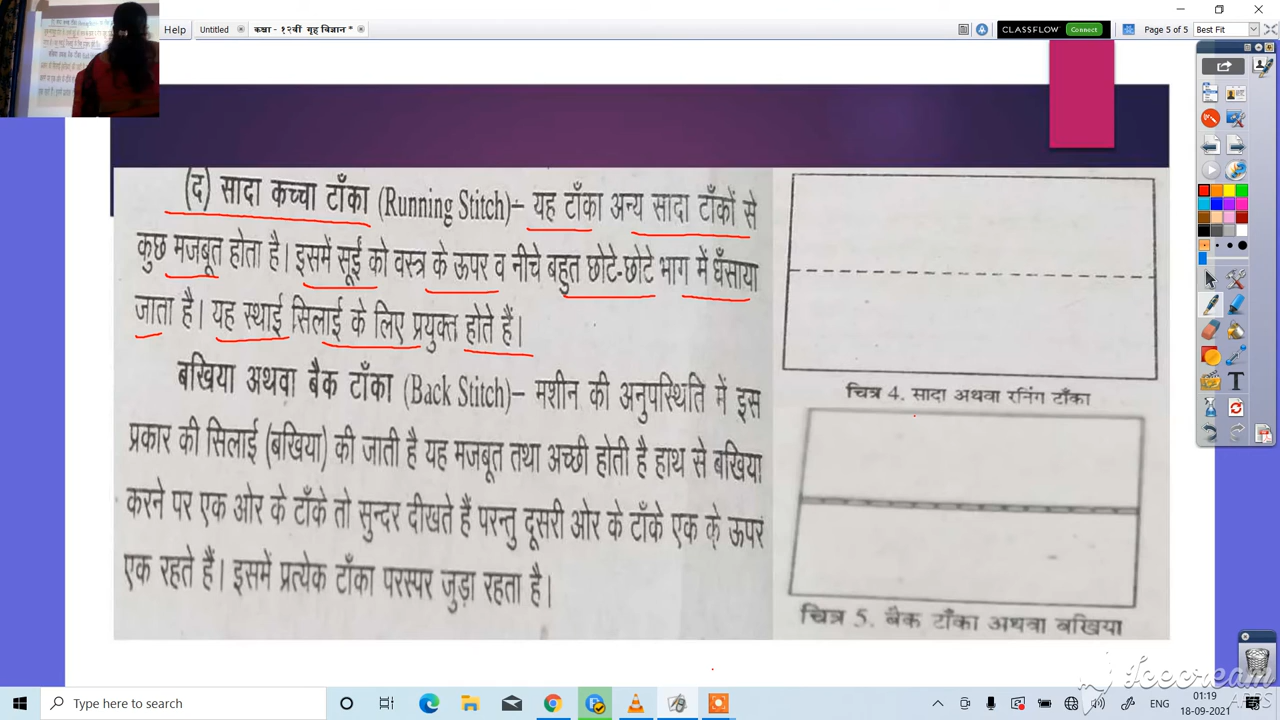 Help
Untitled
कक्षा - १२वीं गृह विज्ञान *
CLASSFLOW
Connect
Page 5 of 5
Best Fit
(द) सादा कच्चा टाँका (Running Stitch)– यह टाँका अन्य सादा टाँकों से
कुछ मजबूत होता है। इसमें सूईं को वस्त्र के ऊपर व नीचे बहुत छोटे-छोटे भाग में धँसाया
जाता है। यह स्थाई सिलाई के लिए प्रयुक्त होते हैं।
बखिया अथवा बैक टाँका (Back Stitch)– मशीन की अनुपस्थिति में इस
प्रकार की सिलाई (बखिया) की जाती है यह मजबूत तथा अच्छी होती है हाथ से बखिया
करने पर एक ओर के टाँके तो सुन्दर दीखते हैं परन्तु दूसरी ओर के टाँके एक के ऊपर
एक रहते हैं। इसमें प्रत्येक टाँका परस्पर जुड़ा रहता है।
चित्र 4. सादा अथवा रनिंग टाँका
चित्र 5. बैक टाँका अथवा बखिया
Icecream
APPS
Type here to search
ENG
01:19
18-09-2021